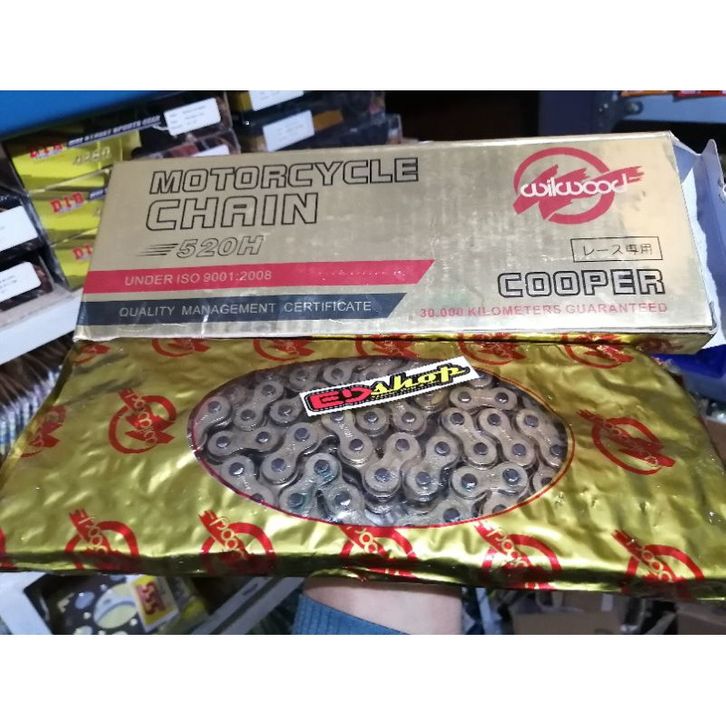 MOTORCYCLE
CHAIN
520H
UNDER ISO 9001:2008
QUALITY MANAGEMENT CERTIFICATE
wilwood
レース専用
COOPER
30.000 KILOMETERS GUARANTEED
EDshop
D.I.D
428D
D.I.D